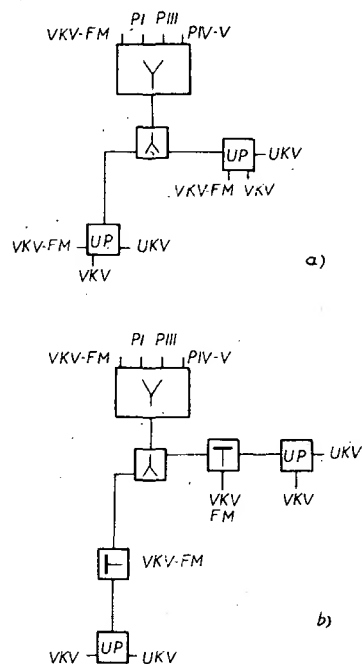 VKV-FM PI PIII PIV-V
UP UKV
VKV-FM VKV
VKV-FM UP UKV
VKV
a)
VKV-FM PI PIII PIV-V
UP UKV
VKV FM
VKV
VKV-FM
b)
VKV UP UKV